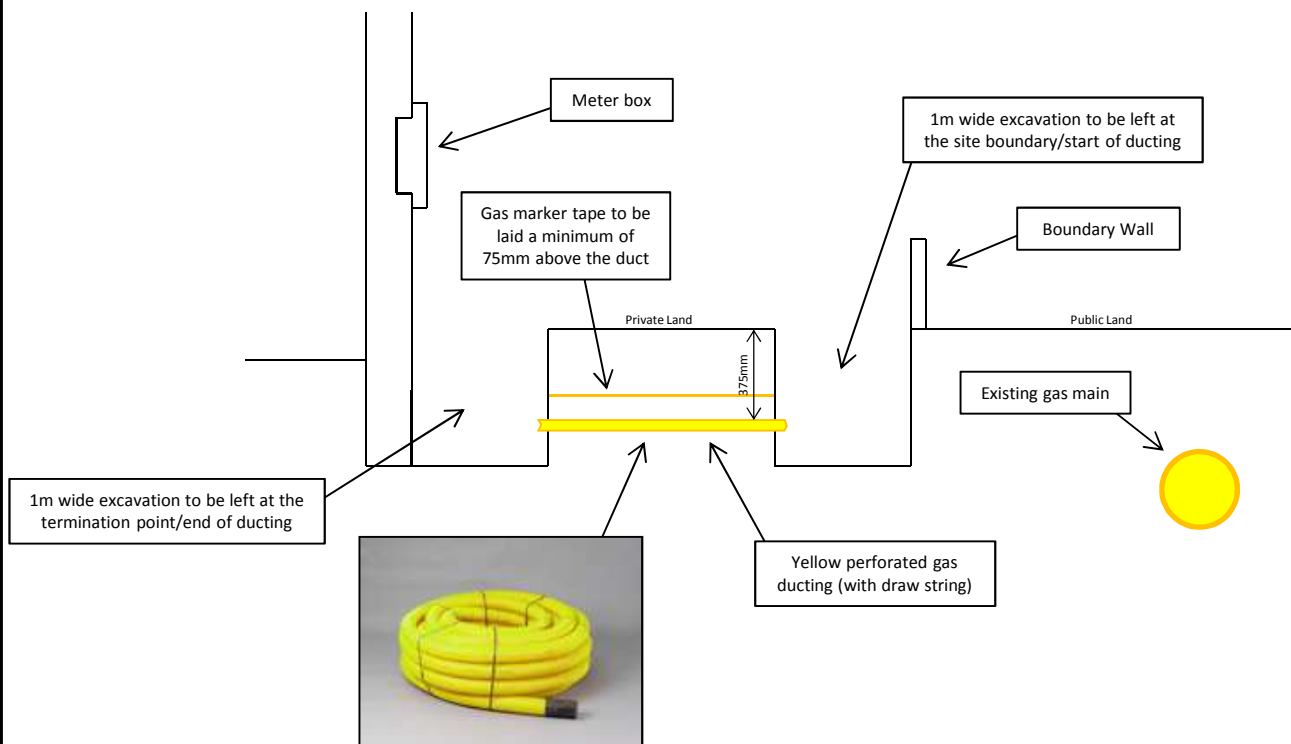 Meter box
1m wide excavation to be left at
the site boundary/start of ducting
Gas marker tape to be
laid a minimum of
75mm above the duct
Boundary Wall
Private Land
Public Land
375mm
Existing gas main
1m wide excavation to be left at the
termination point/end of ducting
Yellow perforated gas
ducting (with draw string)